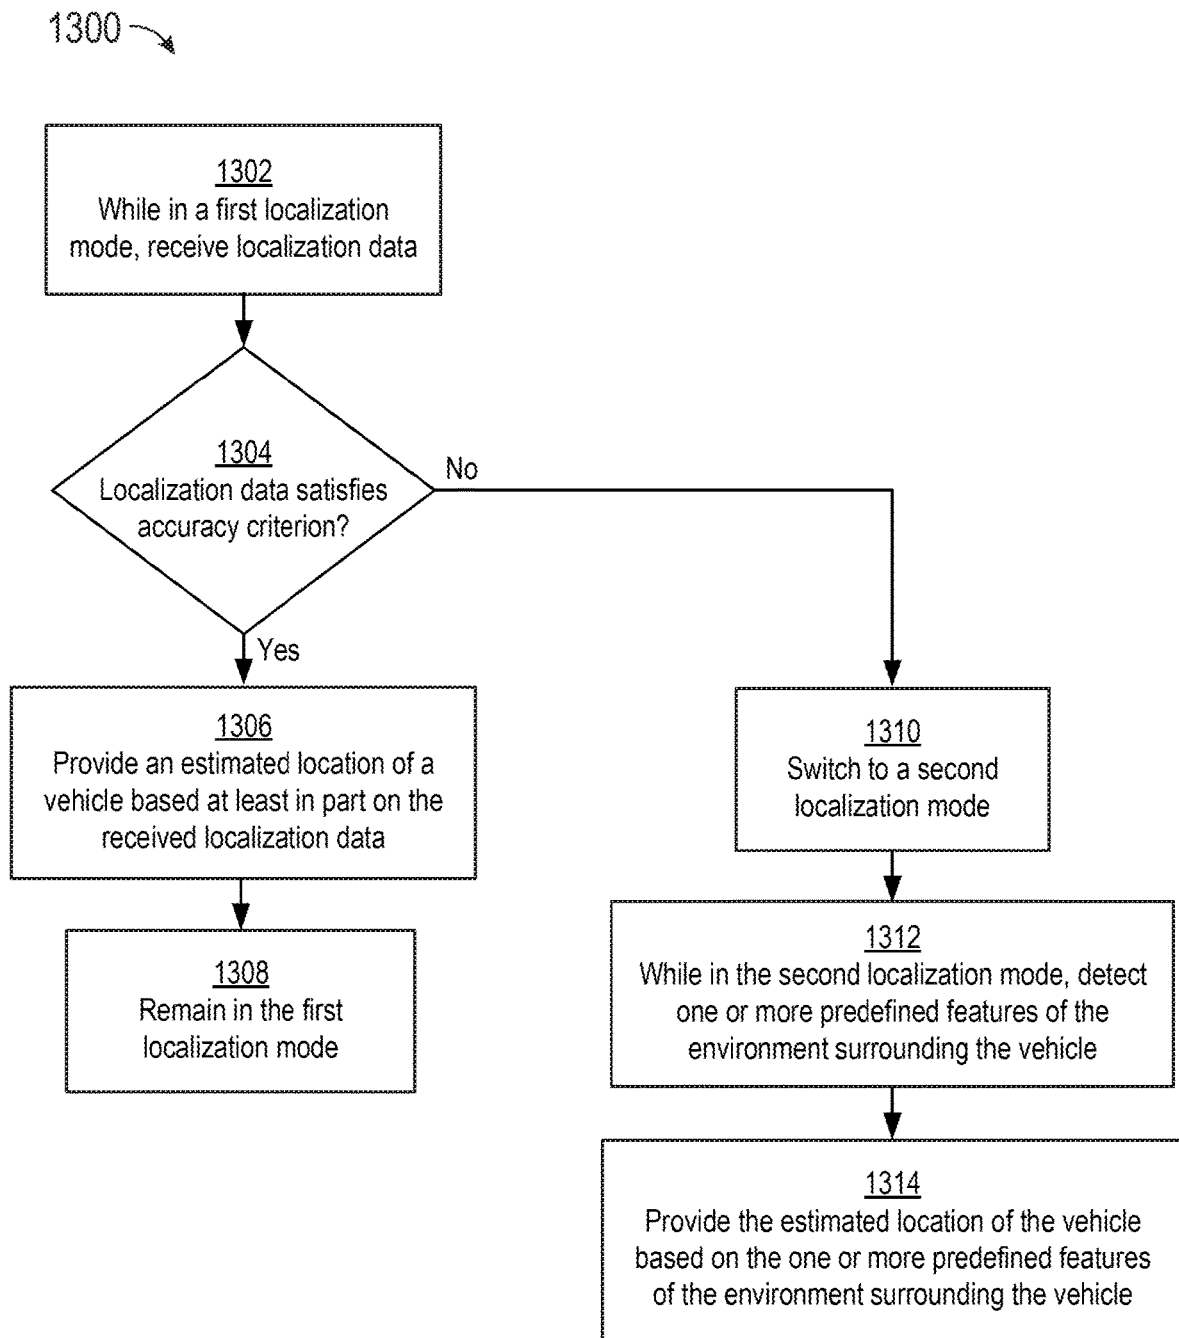 1300
1302
While in a first localization
mode, receive localization data
1304
Localization data satisfies
accuracy criterion?
No
Yes
1306
Provide an estimated location of a
vehicle based at least in part on the
received localization data
1308
Remain in the first
localization mode
1310
Switch to a second
localization mode
1312
While in the second localization mode, detect
one or more predefined features of the
environment surrounding the vehicle
1314
Provide the estimated location of the vehicle
based on the one or more predefined features
of the environment surrounding the vehicle